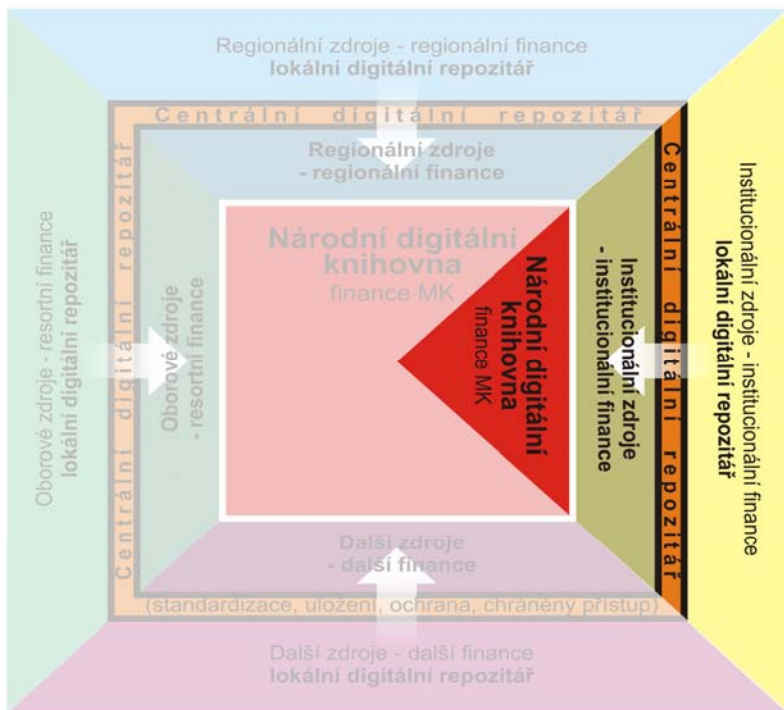 Regionální zdroje - regionální finance
lokální digitální repozitář
Centrální digitální repozitář
Regionální zdroje
- regionální finance
Národní digitální
knihovna
finance MK
Oborové zdroje - resortní finance
lokální digitální repozitář
Centrální digitální repozitář
Oborové zdroje
- resortní finance
Národní digitální
knihovna
finance MK
Institucionální zdroje
- institucionální finance
Centrální digitální repozitář
Institucionální zdroje - institucionální finance
lokální digitální repozitář
Další zdroje
- další finance
(standardizace, uložení, ochrana, chráněný přístup)
Další zdroje - další finance
lokální digitální repozitář